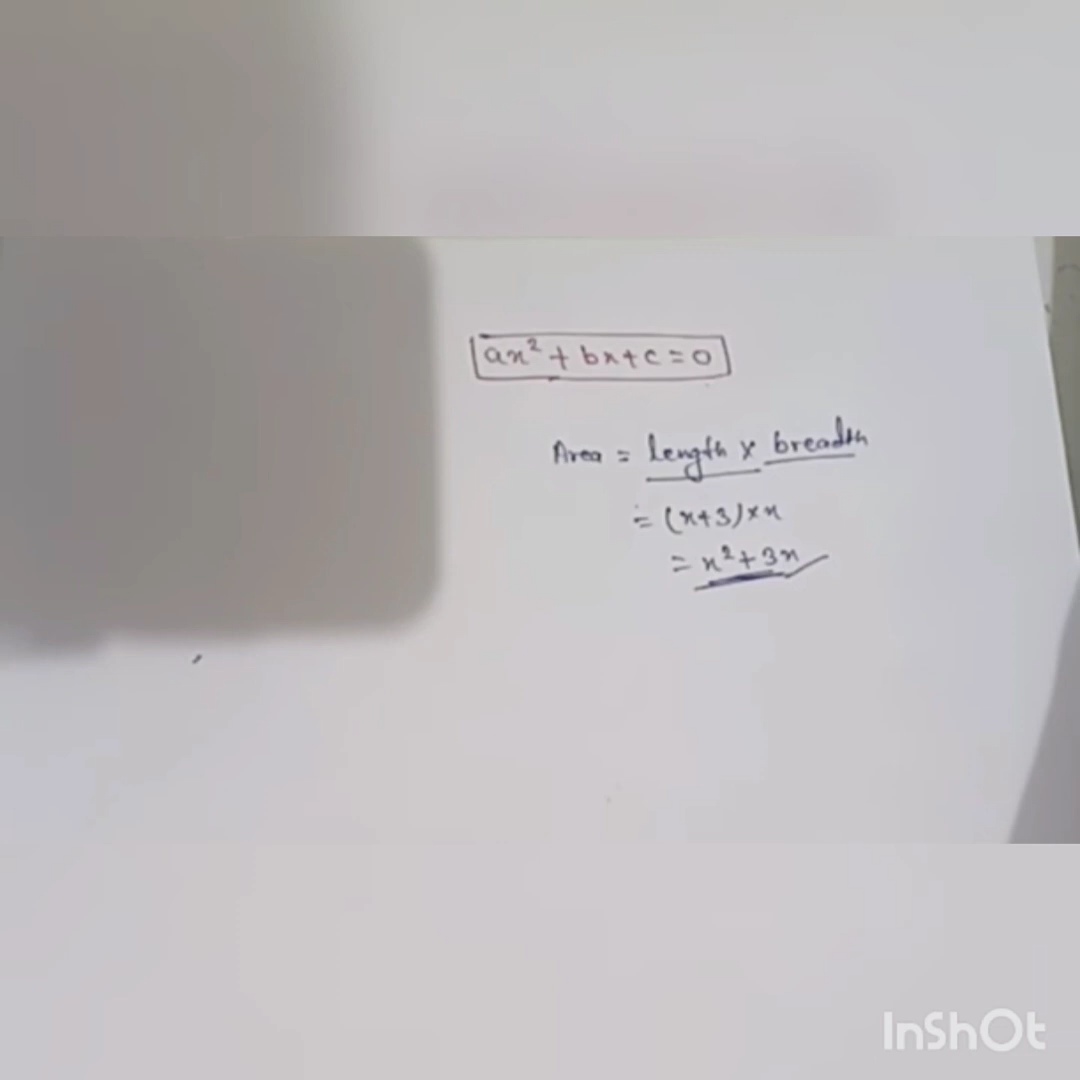 ax² + bx + c = 0
Area = length × breadth
= (x+3) × x
= x² + 3x
InShOt